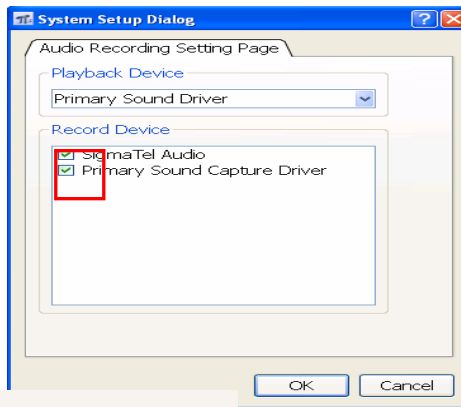 System Setup Dialog
Audio Recording Setting Page
Playback Device
Primary Sound Driver
Record Device
SigmaTel Audio
Primary Sound Capture Driver
OK Cancel